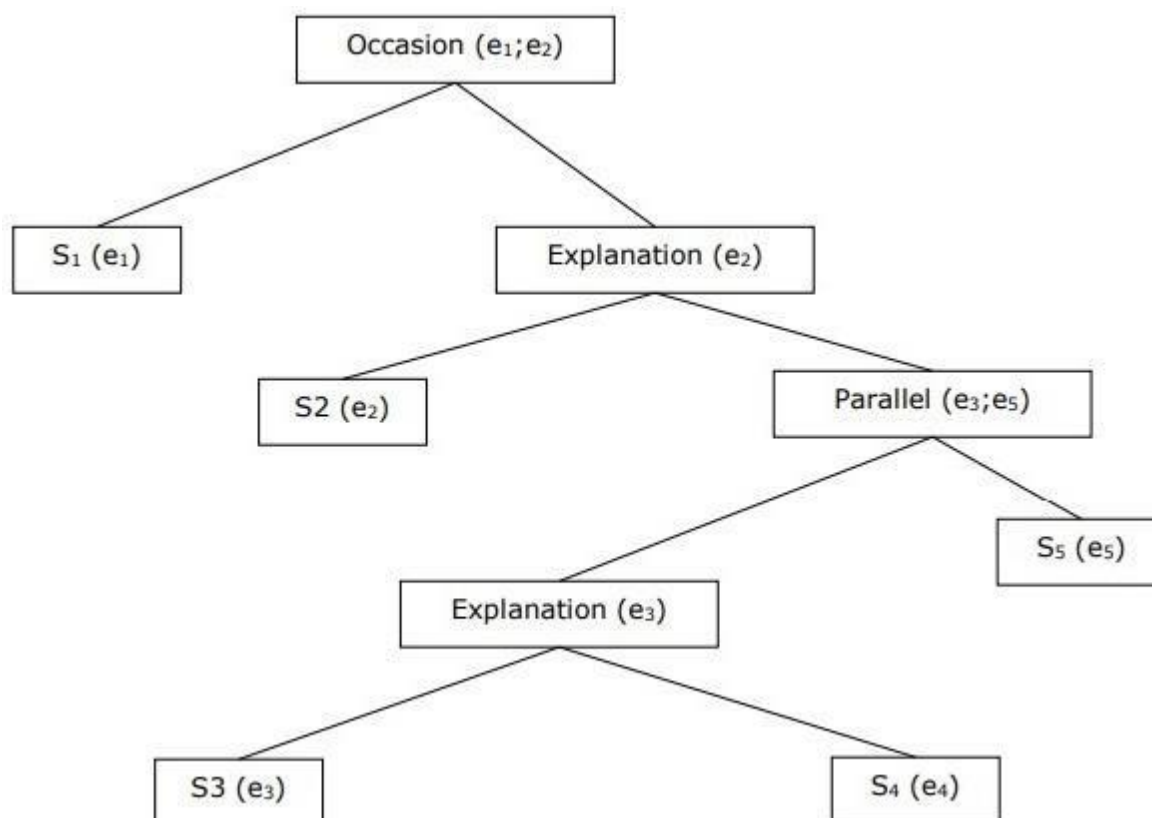 Occasion (e₁;e₂)
S₁ (e₁)
Explanation (e₂)
S2 (e₂)
Parallel (e₃;e₅)
S₅ (e₅)
Explanation (e₃)
S3 (e₃)
S₄ (e₄)